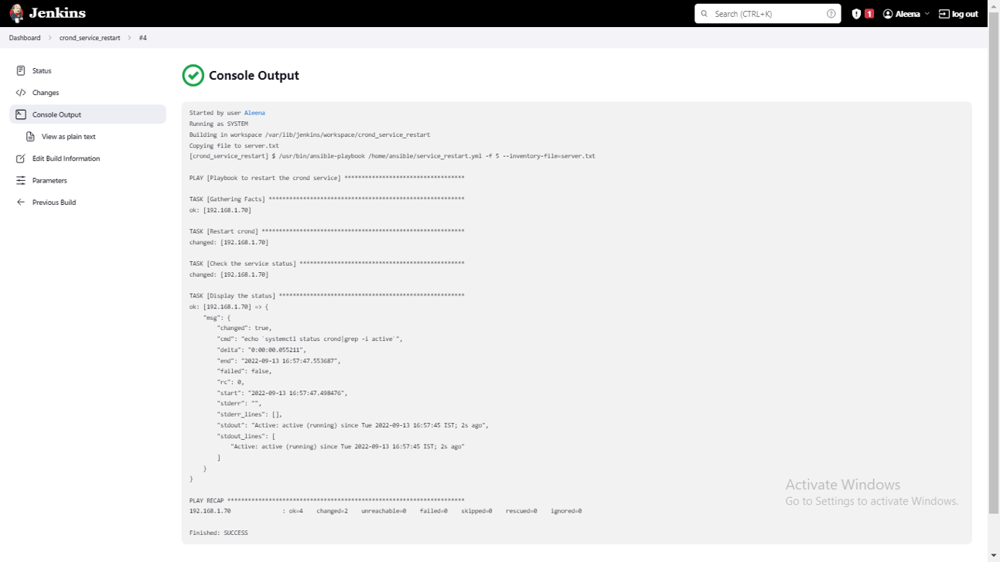 Jenkins
Search (CTRL+K)
1
Aleena
log out
Dashboard > crond_service_restart > #4
Status
Changes
Console Output
View as plain text
Edit Build Information
Parameters
Previous Build
Console Output
Started by user Aleena
Running as SYSTEM
Building in workspace /var/lib/jenkins/workspace/crond_service_restart
Copying file to server.txt
[crond_service_restart] $ /usr/bin/ansible-playbook /home/ansible/service_restart.yml -f 5 --inventory-file=server.txt
PLAY [Playbook to restart the crond service] ***********************************
TASK [Gathering Facts] *********************************************************
ok: [192.168.1.70]
TASK [Restart crond] ***********************************************************
changed: [192.168.1.70]
TASK [Check the service status] ************************************************
changed: [192.168.1.70]
TASK [Display the status] ******************************************************
ok: [192.168.1.70] => {
    "msg": {
        "changed": true,
        "cmd": "echo `systemctl status crond|grep -i active`",
        "delta": "0:00:00.055211",
        "end": "2022-09-13 16:57:47.553687",
        "failed": false,
        "rc": 0,
        "start": "2022-09-13 16:57:47.498476",
        "stderr": "",
        "stderr_lines": [],
        "stdout": "Active: active (running) since Tue 2022-09-13 16:57:45 IST; 2s ago",
        "stdout_lines": [
            "Active: active (running) since Tue 2022-09-13 16:57:45 IST; 2s ago"
        ]
    }
}
PLAY RECAP *********************************************************************
192.168.1.70               : ok=4    changed=2    unreachable=0    failed=0    skipped=0    rescued=0    ignored=0
Finished: SUCCESS
Activate Windows
Go to Settings to activate Windows.